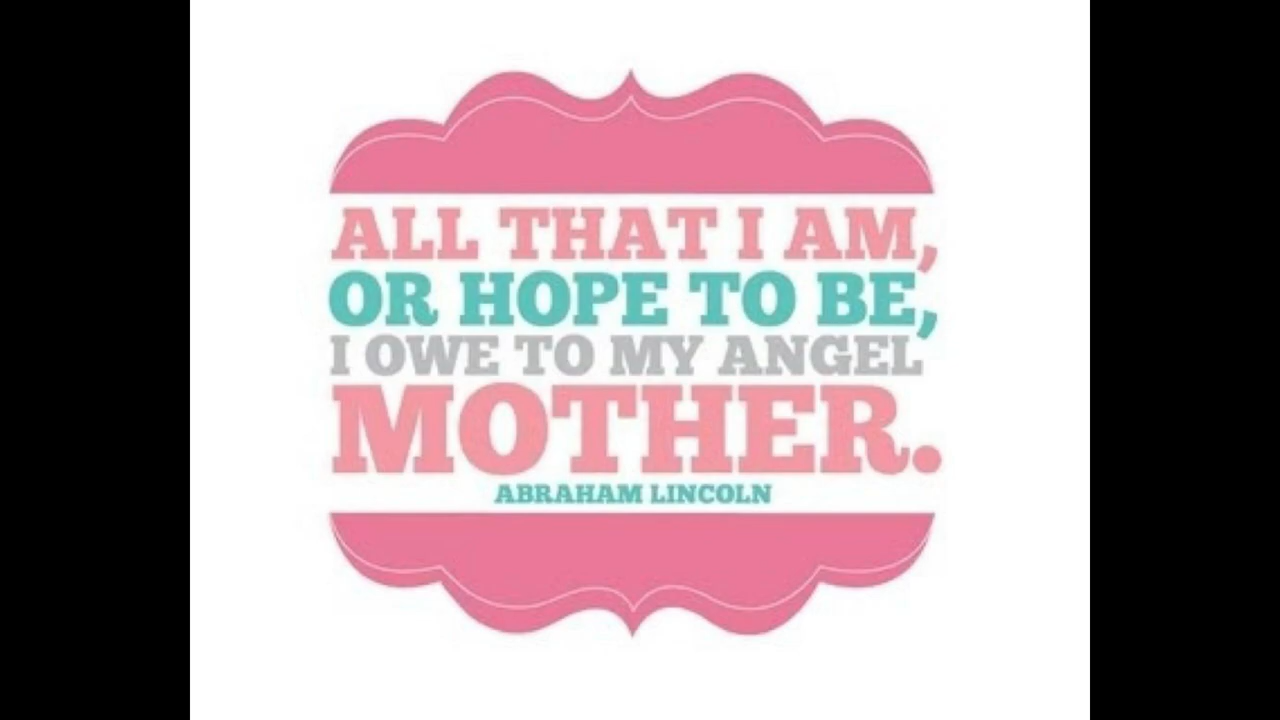 ALL THAT I AM,
OR HOPE TO BE,
I OWE TO MY ANGEL
MOTHER.
ABRAHAM LINCOLN